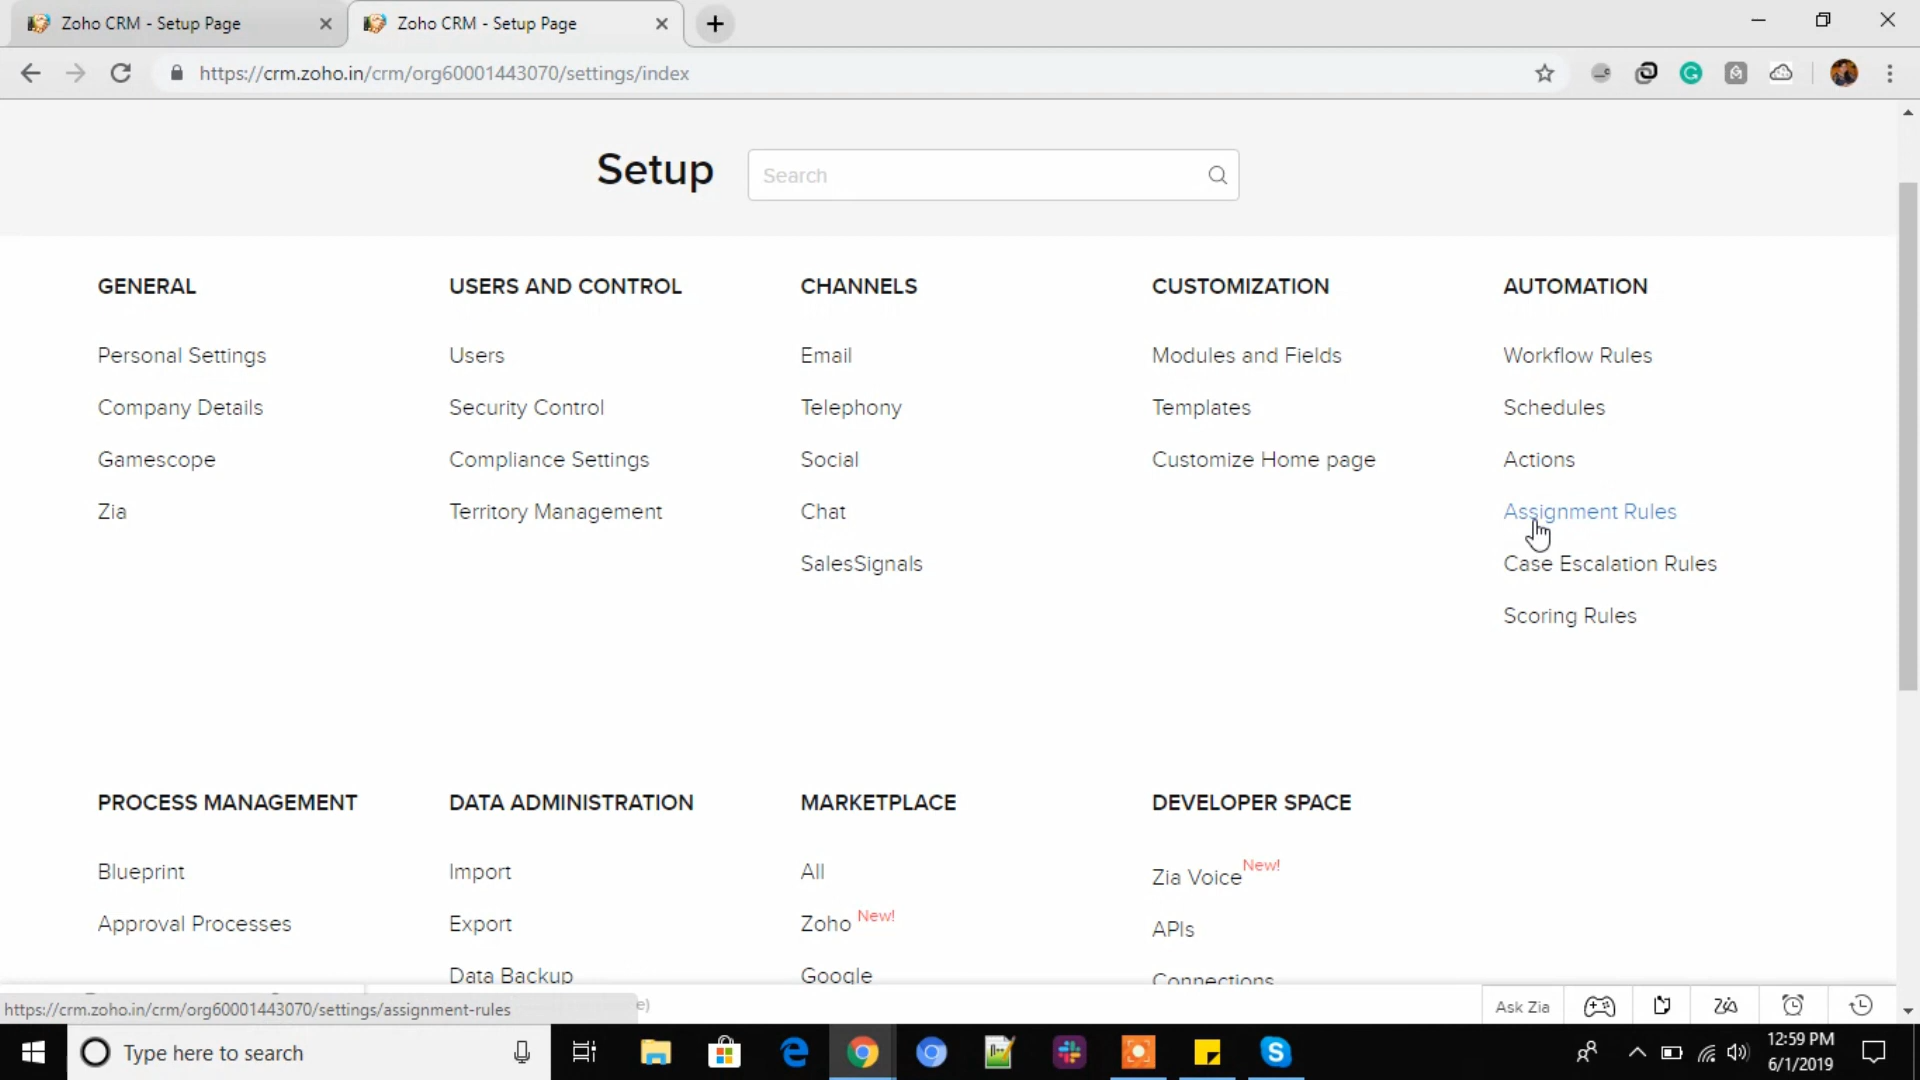 Zoho CRM - Setup Page
Zoho CRM - Setup Page
https://crm.zoho.in/crm/org60001443070/settings/index
Setup
Search
GENERAL
Personal Settings
Company Details
Gamescope
Zia
USERS AND CONTROL
Users
Security Control
Compliance Settings
Territory Management
CHANNELS
Email
Telephony
Social
Chat
SalesSignals
CUSTOMIZATION
Modules and Fields
Templates
Customize Home page
AUTOMATION
Workflow Rules
Schedules
Actions
Assignment Rules
Case Escalation Rules
Scoring Rules
PROCESS MANAGEMENT
Blueprint
Approval Processes
DATA ADMINISTRATION
Import
Export
Data Backup
MARKETPLACE
All
Zoho New!
Google
DEVELOPER SPACE
Zia Voice New!
APIs
Connections
https://crm.zoho.in/crm/org60001443070/settings/assignment-rules
e)
Ask Zia
Type here to search
12:59 PM
6/1/2019